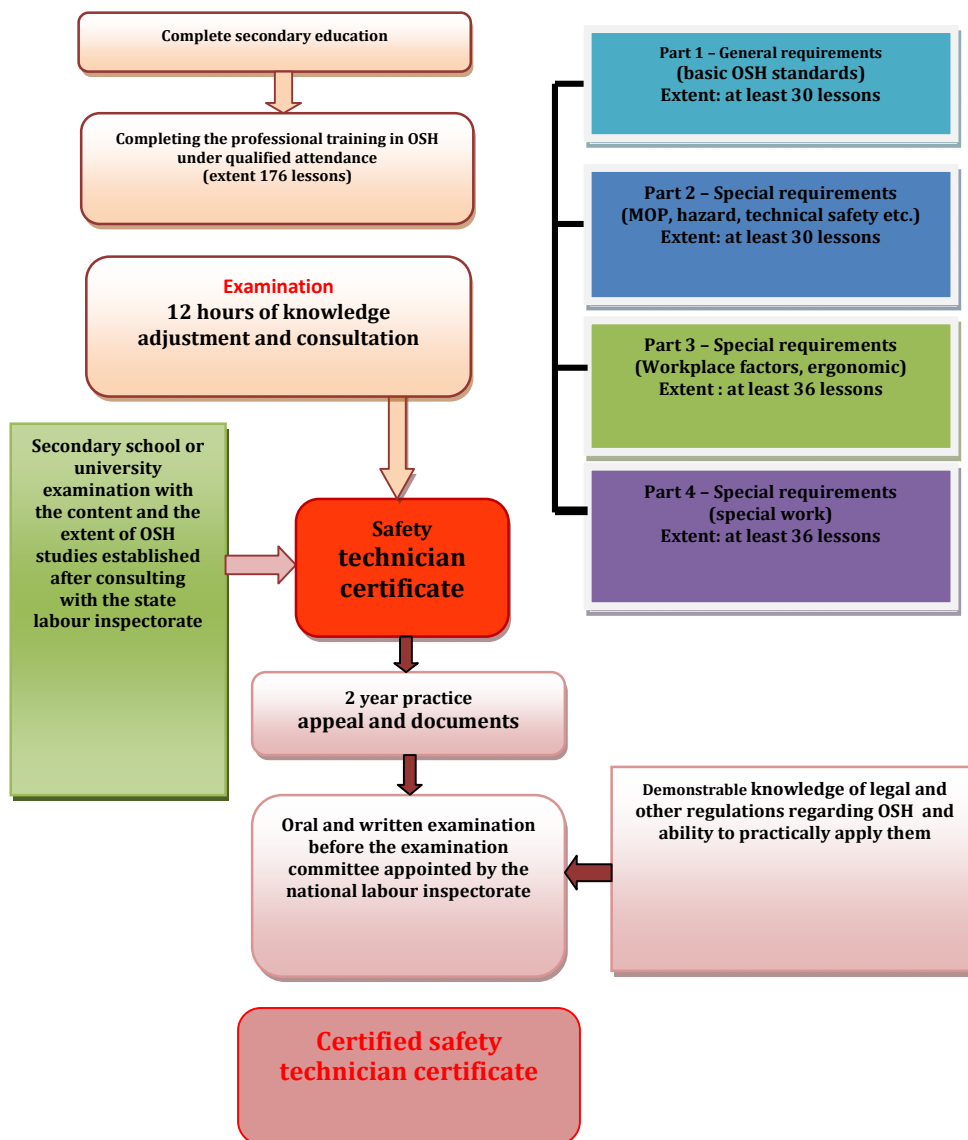 Complete secondary education
Completing the professional training in OSH
under qualified attendance
(extent 176 lessons)
Examination
12 hours of knowledge
adjustment and consultation
Secondary school or
university
examination with
the content and the
extent of OSH
studies established
after consulting
with the state
labour inspectorate
Safety
technician
certificate
2 year practice
appeal and documents
Oral and written examination
before the examination
committee appointed by the
national labour inspectorate
Demonstrable knowledge of legal and
other regulations regarding OSH and
ability to practically apply them
Certified safety
technician certificate
Part 1 – General requirements
(basic OSH standards)
Extent: at least 30 lessons
Part 2 – Special requirements
(MOP, hazard, technical safety etc.)
Extent: at least 30 lessons
Part 3 – Special requirements
(Workplace factors, ergonomic)
Extent : at least 36 lessons
Part 4 – Special requirements
(special work)
Extent: at least 36 lessons